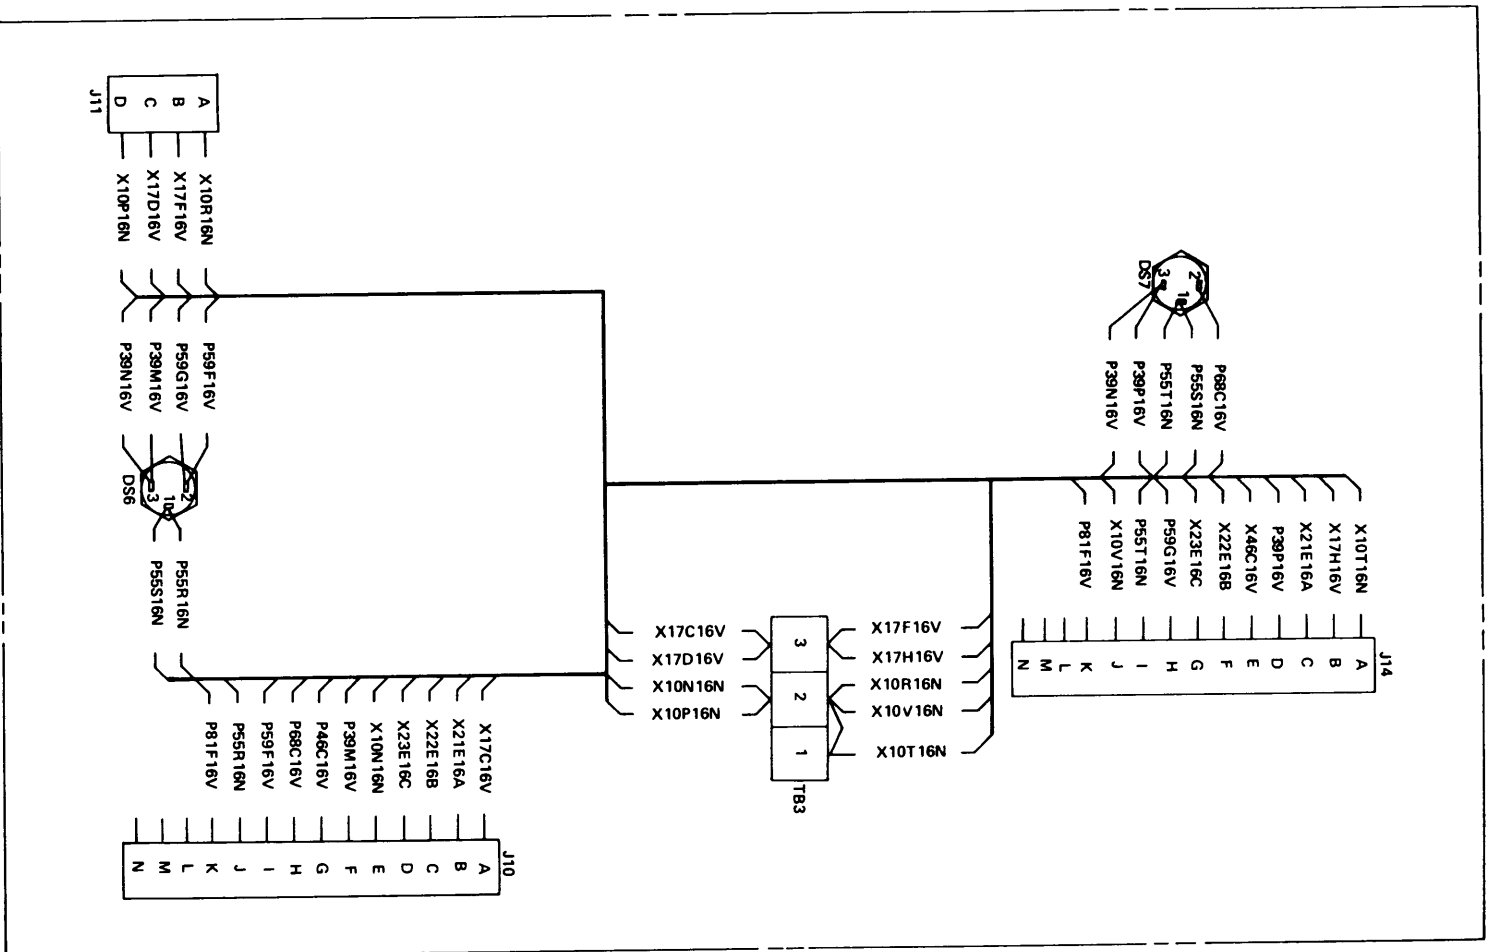 J11
A
B
C
D
X10R16N
X17F16V
X17D16V
X10P16N
P59F16V
P59G16V
P39M16V
P39N16V
DS6
2
1
3
P55R16N
P55S16N
DS7
2
1
3
P68C16V
P55S16N
P55T16N
P39P16V
P39N16V
X10T16N
X17H16V
X21E16A
P39P16V
X46C16V
X22E16B
X23E16C
P59G16V
P55T16N
X10V16N
P81F16V
J14
A
B
C
D
E
F
G
H
I
J
K
L
M
N
X17C16V
X17D16V
X10N16N
X10P16N
3
2
1
TB3
X17F16V
X17H16V
X10R16N
X10V16N
X10T16N
X17C16V
X21E16A
X22E16B
X23E16C
X10N16N
P39M16V
P46C16V
P68C16V
P59F16V
P55R16N
P81F16V
J10
A
B
C
D
E
F
G
H
I
J
K
L
M
N